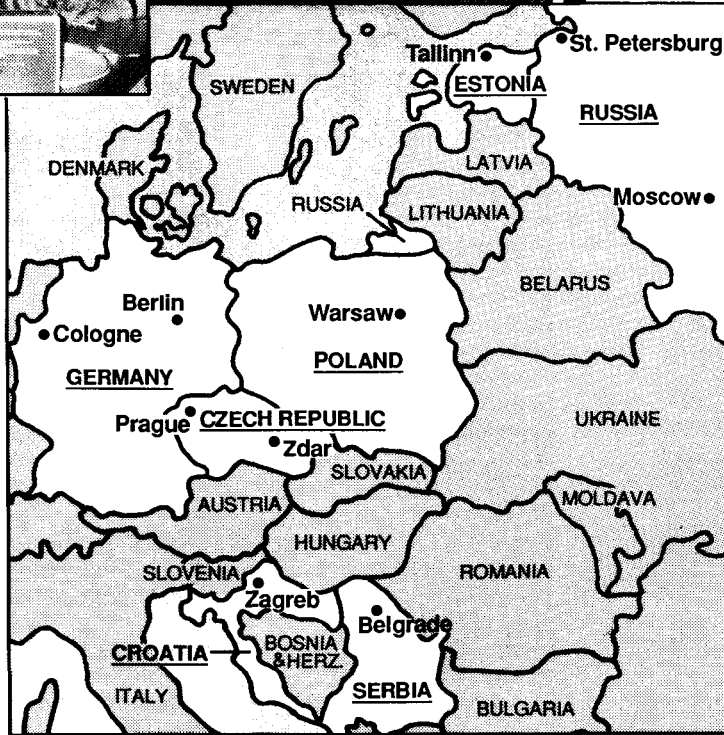 Tallinn
St. Petersburg
ESTONIA
SWEDEN
RUSSIA
DENMARK
LATVIA
RUSSIA
LITHUANIA
Moscow
BELARUS
Berlin
Warsaw
Cologne
POLAND
GERMANY
Prague
CZECH REPUBLIC
UKRAINE
Zdar
SLOVAKIA
AUSTRIA
MOLDAVA
HUNGARY
SLOVENIA
ROMANIA
Zagreb
Belgrade
CROATIA
BOSNIA
& HERZ.
SERBIA
ITALY
BULGARIA